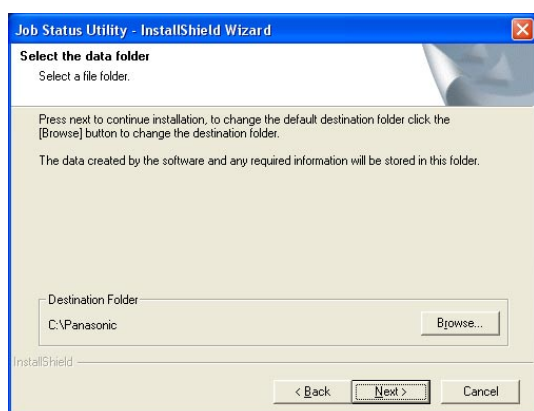 Job Status Utility - InstallShield Wizard
Select the data folder
Select a file folder.
Press next to continue installation, to change the default destination folder click the
[Browse] button to change the destination folder.
The data created by the software and any required information will be stored in this folder.
Destination Folder
C:\Panasonic
Browse...
InstallShield
< Back
Next >
Cancel